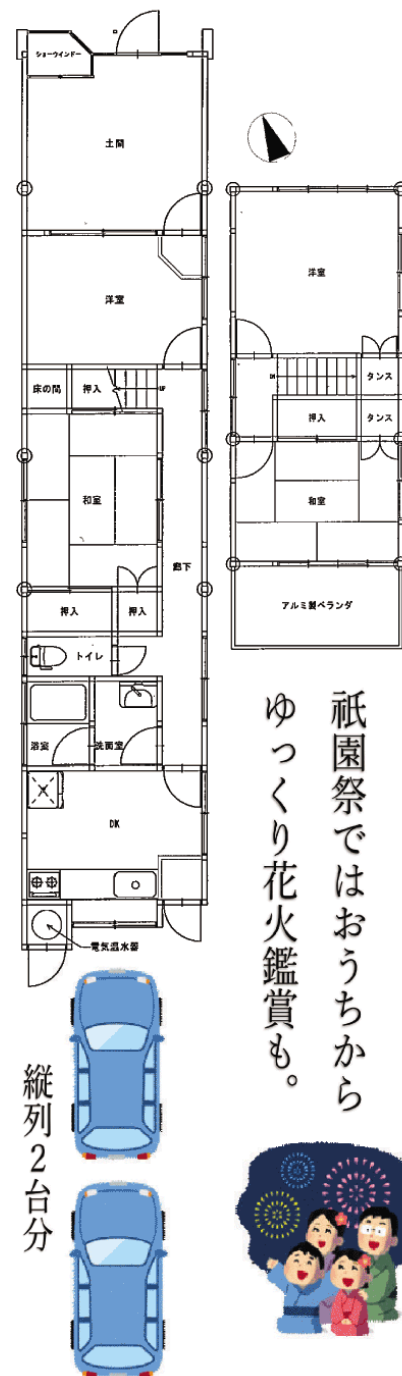 ショーウインドー
土間
洋室
床の間
押入
UP
和室
廊下
押入
押入
トイレ
浴室
洗面室
DK
電気温水器
洋室
DN
タンス
押入
タンス
和室
アルミ製ベランダ
祇園祭ではおうちから
ゆっくり花火鑑賞も。
縦列2台分